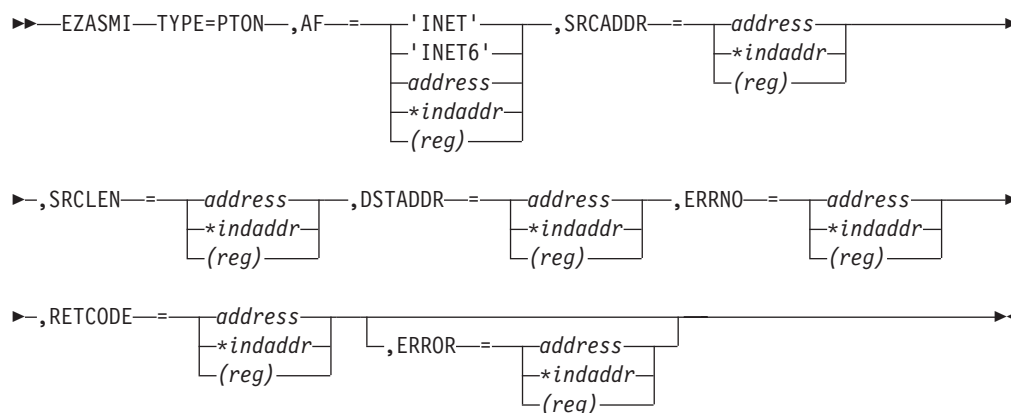 EZASMI TYPE=PTON ,AF = 'INET' ,SRCADDR = address
'INET6' *indaddr
address (reg)
*indaddr
(reg)
,SRCLEN = address ,DSTADDR = address ,ERRNO = address
*indaddr *indaddr *indaddr
(reg) (reg) (reg)
,RETCODE = address
*indaddr ,ERROR = address
(reg) *indaddr
(reg)